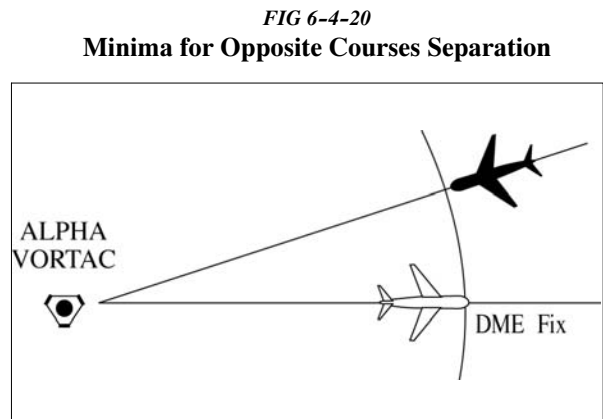 FIG 6-4-20
Minima for Opposite Courses Separation
ALPHA
VORTAC
DME Fix